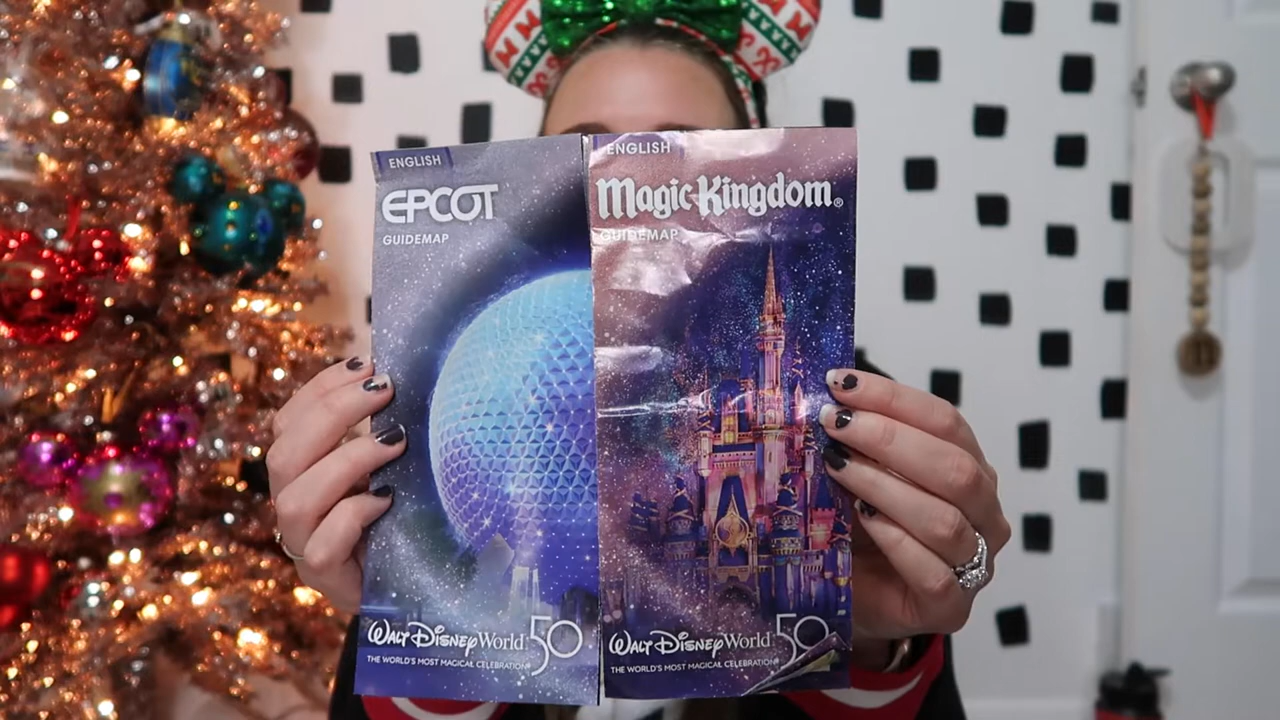 ENGLISH
EPCOT
GUIDEMAP
WALT DISNEY World 50
THE WORLD'S MOST MAGICAL CELEBRATION
ENGLISH
Magic Kingdom®
GUIDEMAP
WALT DISNEY World 50
THE WORLD'S MOST MAGICAL CELEBRATION